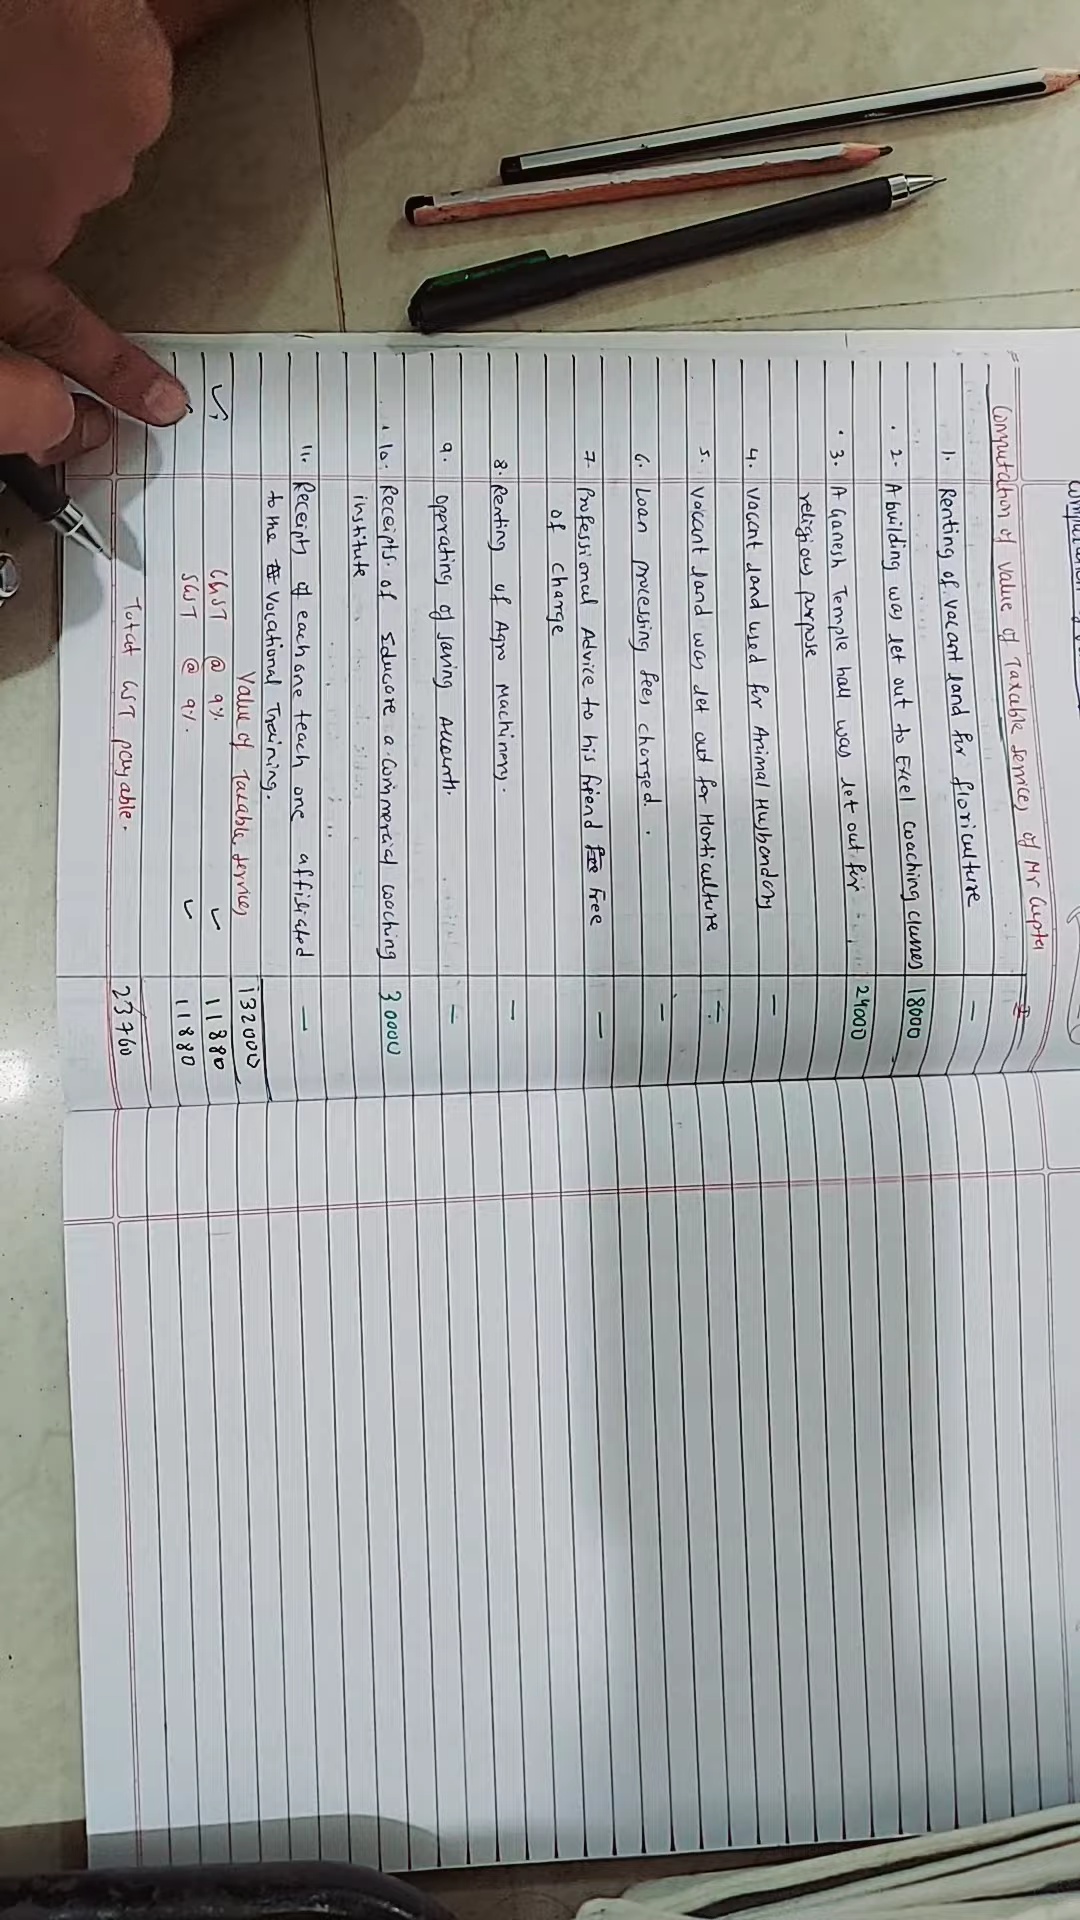 Computation of Value of Taxable Services of Mr Gupta
₹
1. Renting of Vacant land for floriculture —
2. A building was let out to Excel coaching classes 18000
3. A Ganesh Temple hall was let out for 24000
religious purpose
4. Vacant land used for Animal Husbandary —
5. Vaccant land was let out for Horticulture —
6. Loan processing fees charged. —
7. Professional Advice to his friend Free —
of charge
8. Renting of Agro Machinery. —
9. Operating of Saving Account. —
10. Receipts. of Educore a Commercial Coaching 30000
institute
11. Receipts of each one teach one affiliated —
to the Vocational Training.
Value of Taxable Services 132000
CGST @ 9% 11880
SGST @ 9% 11880
Total GST payable. 23760